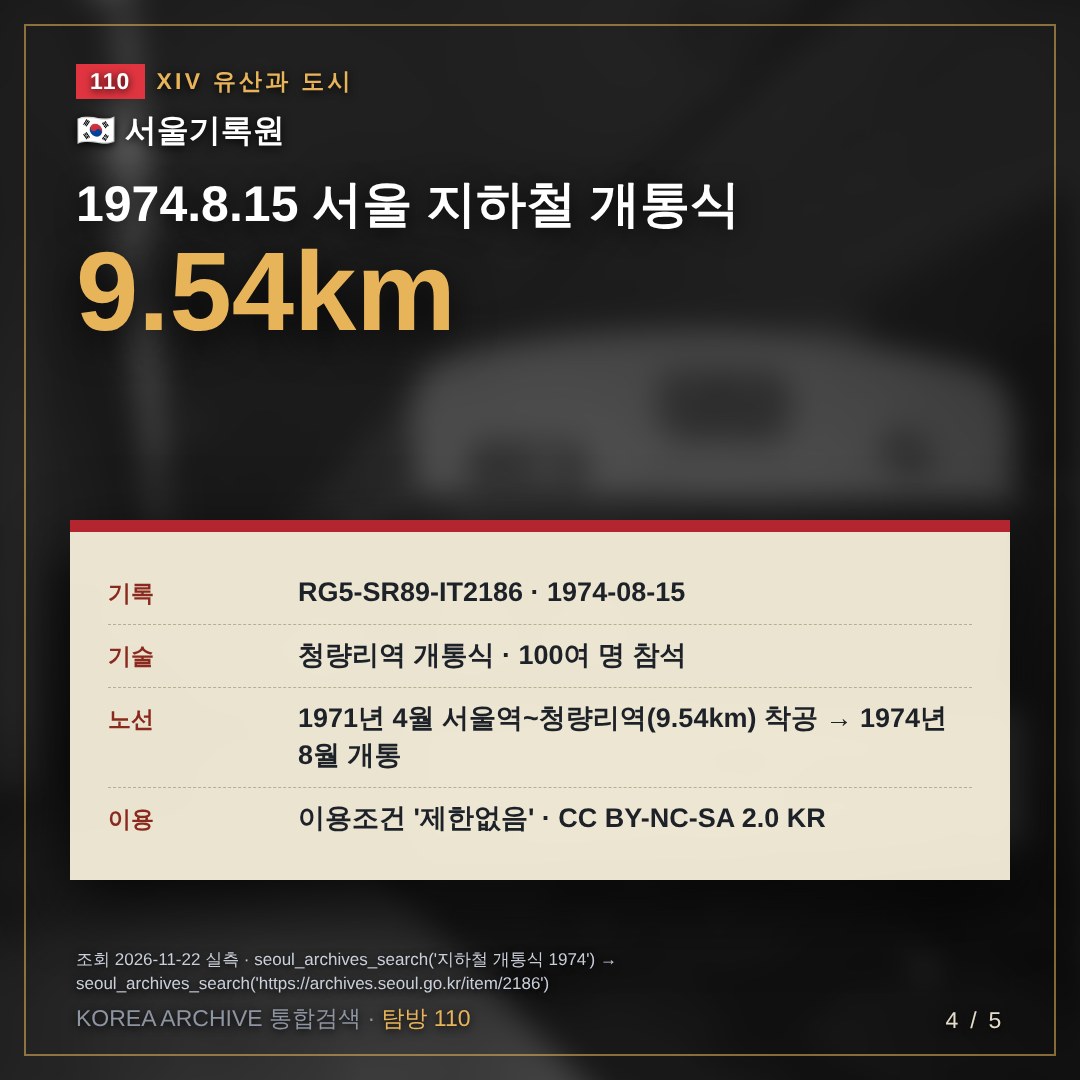 110 XIV 유산과 도시
🇰🇷 서울기록원
1974.8.15 서울 지하철 개통식
9.54km
기록 RG5-SR89-IT2186 · 1974-08-15
기술 청량리역 개통식 · 100여 명 참석
노선 1971년 4월 서울역~청량리역(9.54km) 착공 → 1974년
8월 개통
이용 이용조건 '제한없음' · CC BY-NC-SA 2.0 KR
조회 2026-11-22 실측 · seoul_archives_search('지하철 개통식 1974') →
seoul_archives_search('https://archives.seoul.go.kr/item/2186')
KOREA ARCHIVE 통합검색 · 탐방 110
4 / 5